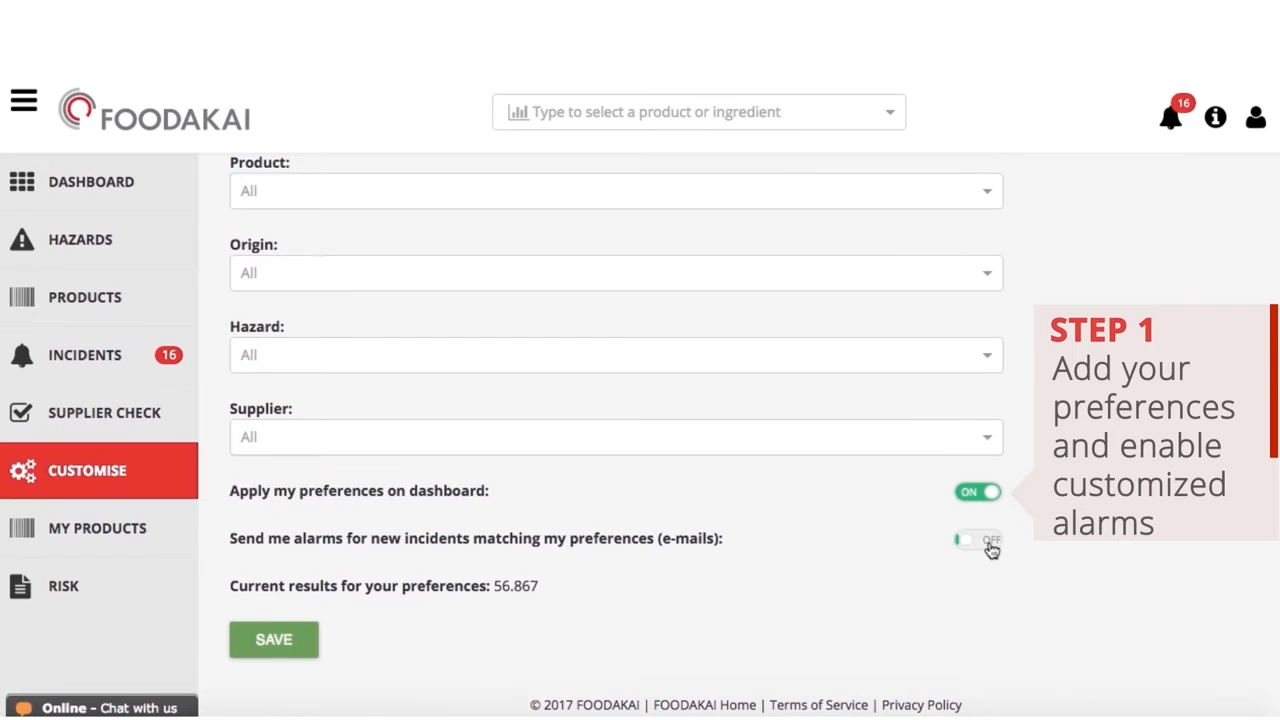 FOODAKAI
Type to select a product or ingredient
16
DASHBOARD
HAZARDS
PRODUCTS
INCIDENTS 16
SUPPLIER CHECK
CUSTOMISE
MY PRODUCTS
RISK
Online - Chat with us
Product:
All
Origin:
All
Hazard:
All
Supplier:
All
Apply my preferences on dashboard: ON
Send me alarms for new incidents matching my preferences (e-mails): OFF
Current results for your preferences: 56.867
SAVE
STEP 1
Add your
preferences
and enable
customized
alarms
© 2017 FOODAKAI | FOODAKAI Home | Terms of Service | Privacy Policy